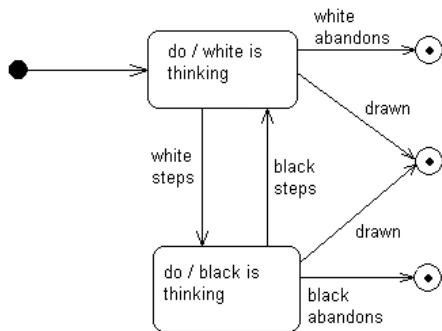 white
abandons
do / white is
thinking
drawn
white
steps
black
steps
drawn
do / black is
thinking
black
abandons